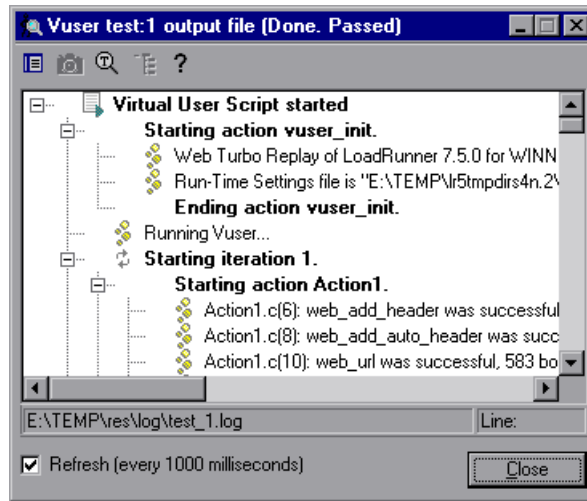 Vuser test:1 output file (Done. Passed)
?
Virtual User Script started
Starting action vuser_init.
Web Turbo Replay of LoadRunner 7.5.0 for WINN
Run-Time Settings file is "E:\TEMP\lr5tmpdirs4n.2\
Ending action vuser_init.
Running Vuser...
Starting iteration 1.
Starting action Action1.
Action1.c(6): web_add_header was successful
Action1.c(8): web_add_auto_header was succ
Action1.c(10): web_url was successful, 583 bo
E:\TEMP\res\log\test_1.log
Line:
Refresh (every 1000 milliseconds)
Close